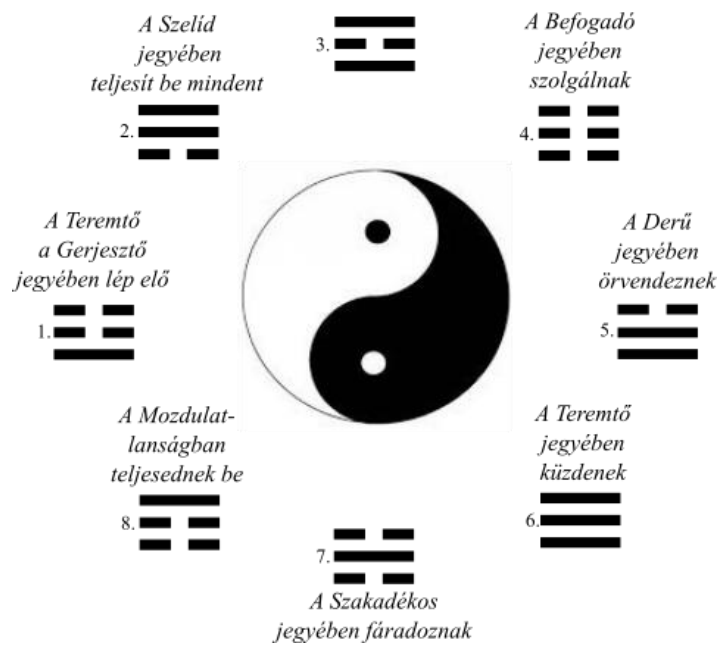 A Szelíd
jegyében
teljesít be mindent
2.
3.
A Befogadó
jegyében
szolgálnak
4.
A Teremtő
a Gerjesztő
jegyében lép elő
1.
A Derű
jegyében
örvendeznek
5.
A Mozdulat-
lanságban
teljesednek be
8.
A Teremtő
jegyében
küzdenek
6.
7.
A Szakadékos
jegyében fáradoznak